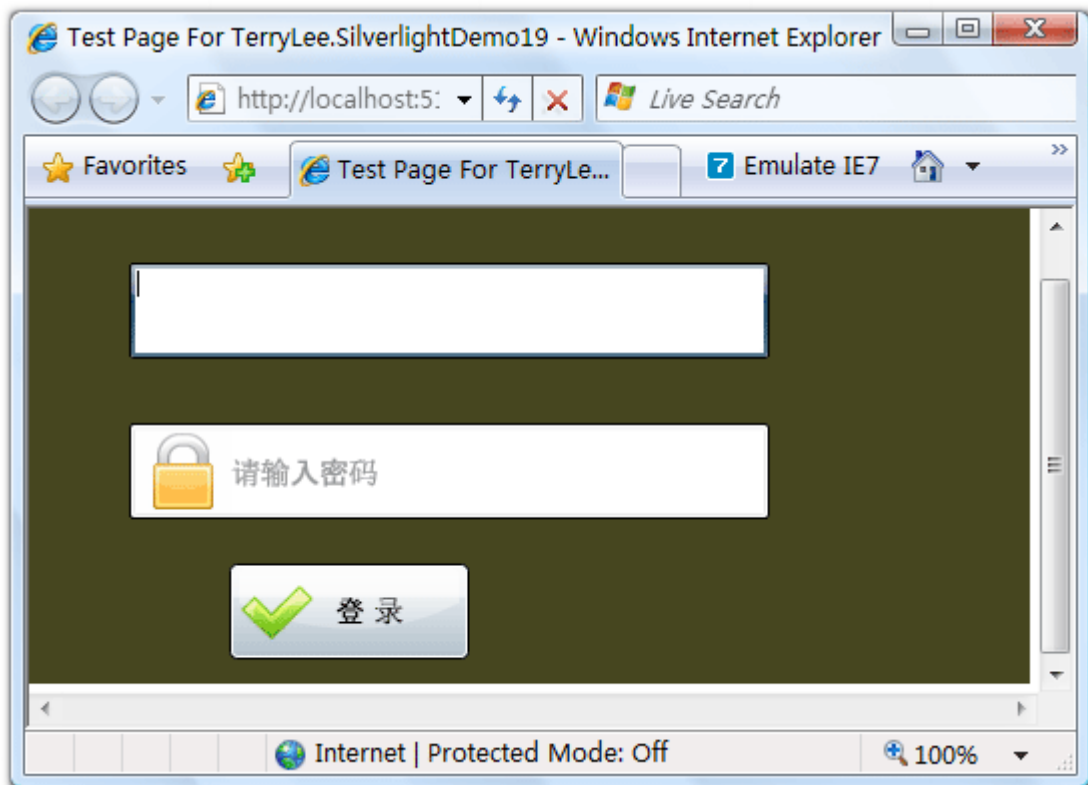 Test Page For TerryLee.SilverlightDemo19 - Windows Internet Explorer
http://localhost:5 Live Search
Favorites Test Page For TerryLe... 7 Emulate IE7 »
请输入密码
登 录
Internet | Protected Mode: Off 100%